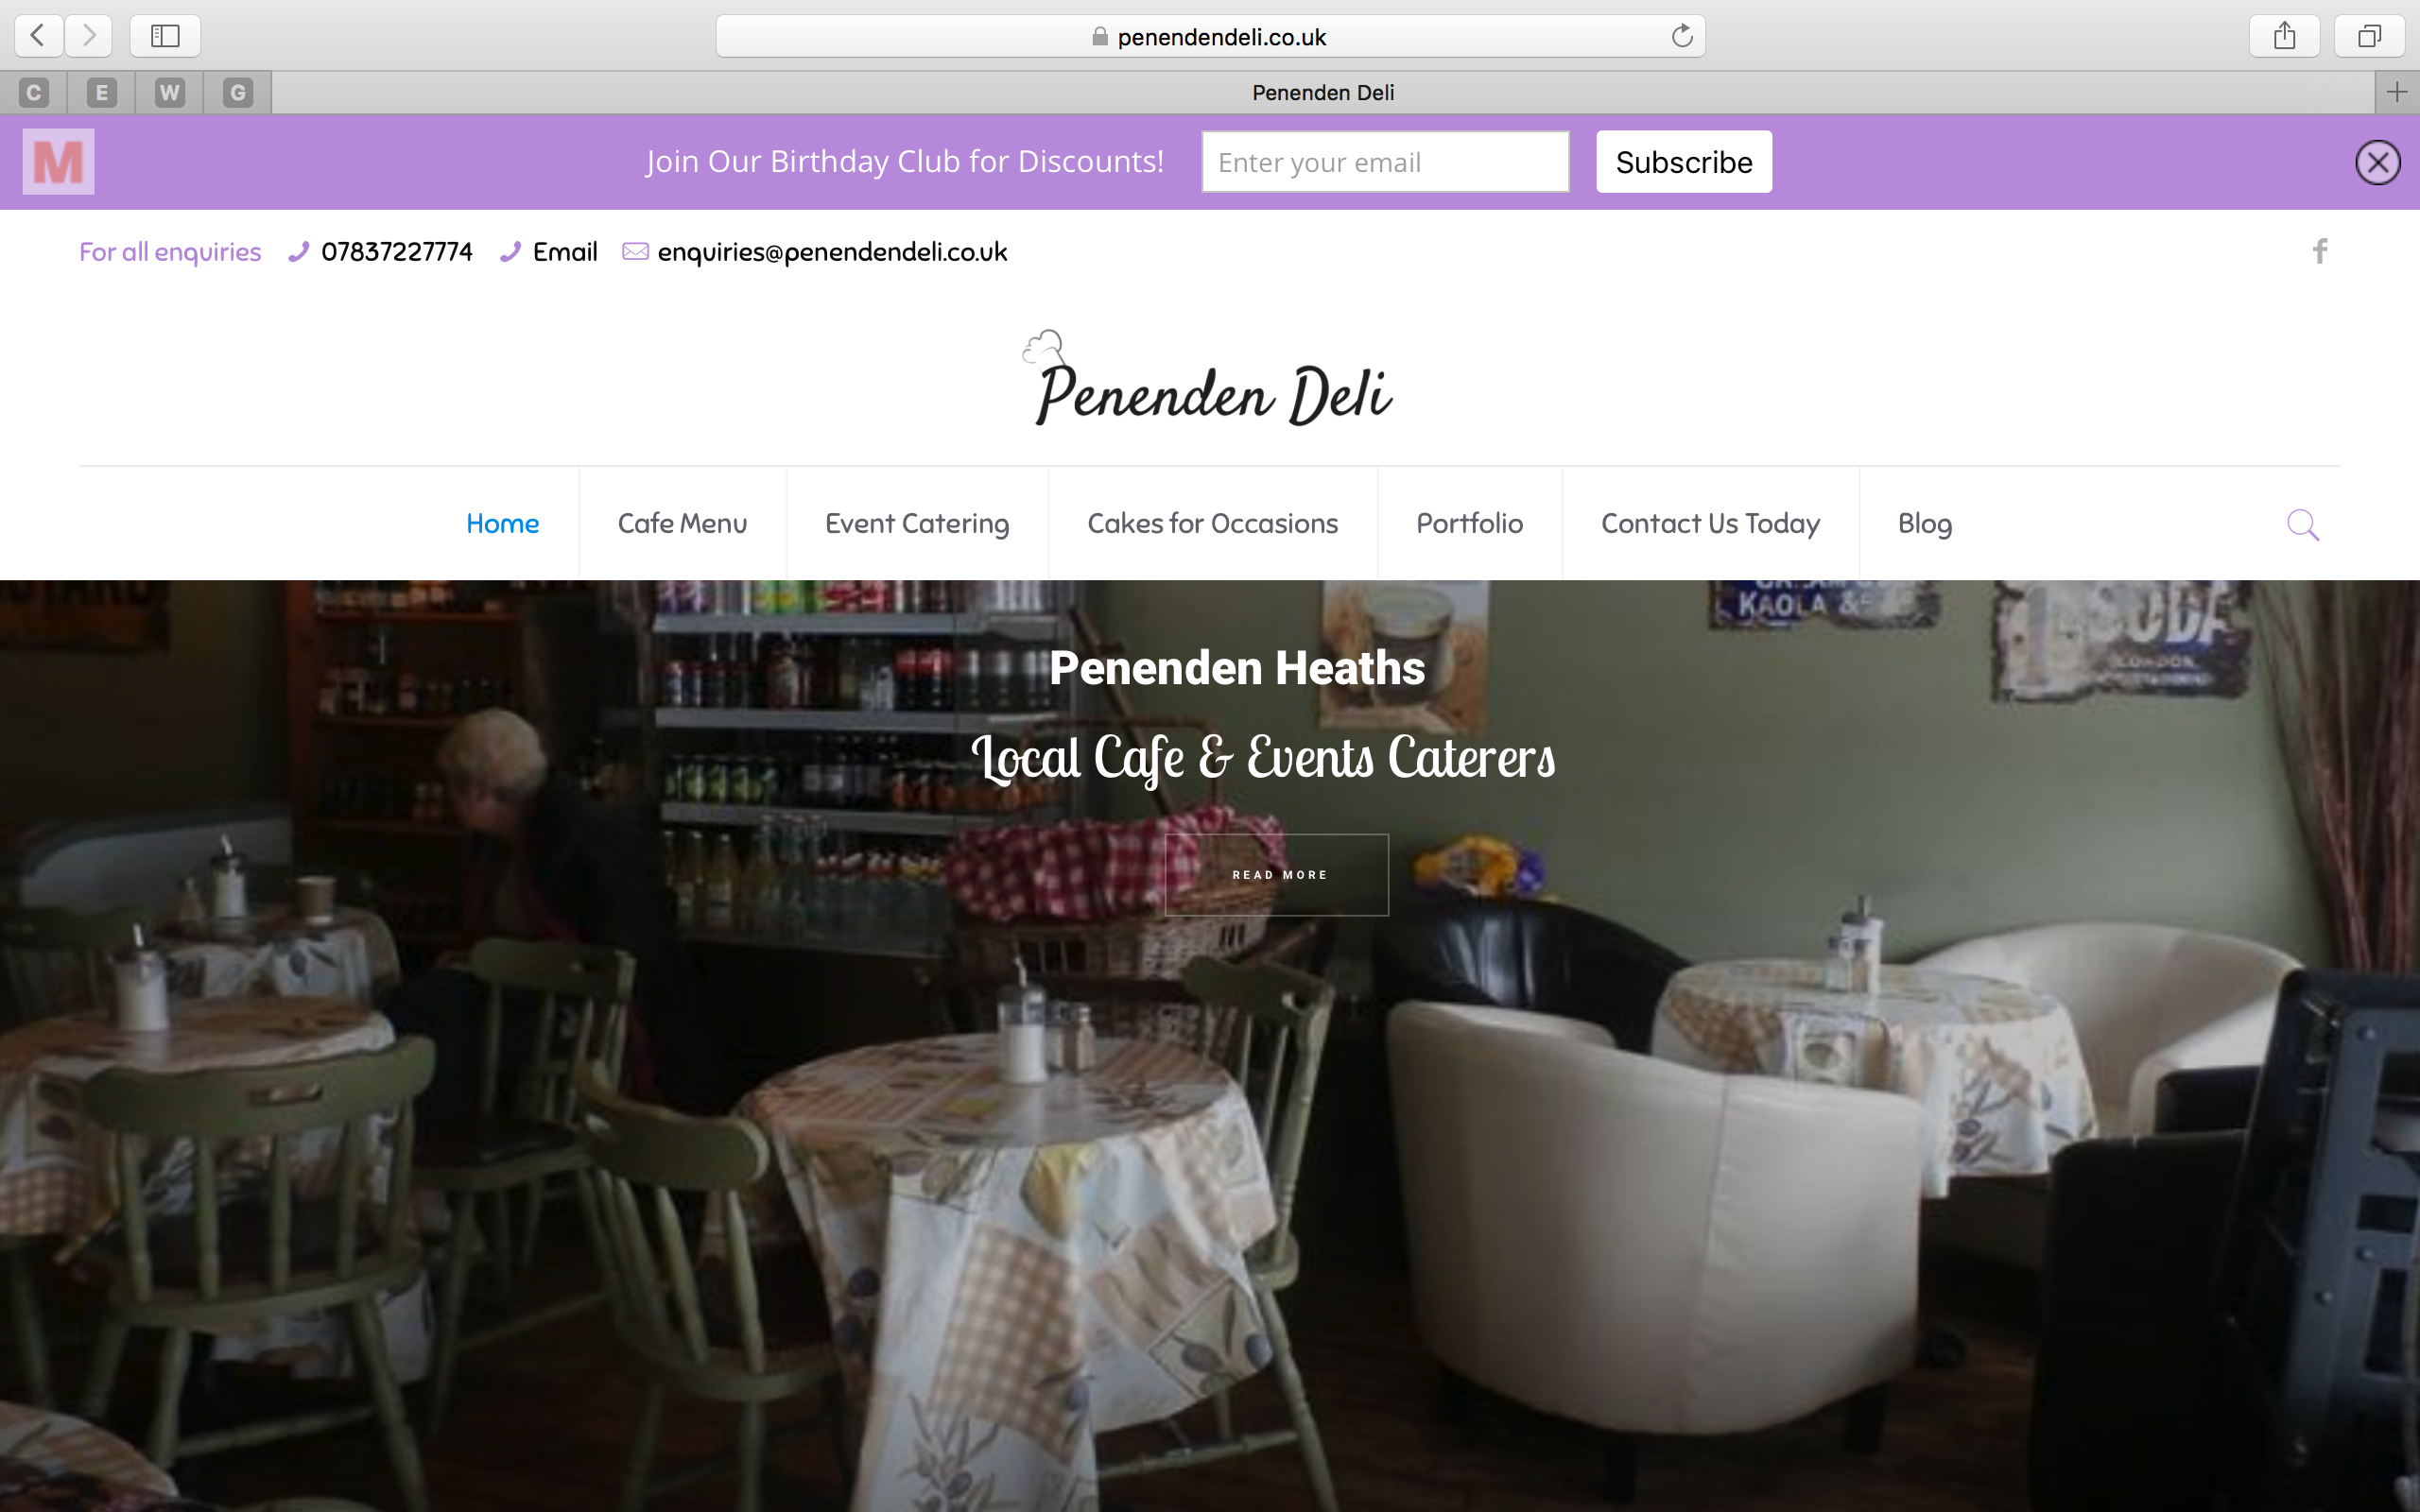 penendendeli.co.uk
C E W G Penenden Deli
M Join Our Birthday Club for Discounts! Enter your email Subscribe
For all enquiries 07837227774 Email enquiries@penendendeli.co.uk f
Penenden Deli
Home Cafe Menu Event Catering Cakes for Occasions Portfolio Contact Us Today Blog
KAOLA &
LONDON
Penenden Heaths
Local Cafe & Events Caterers
READ MORE